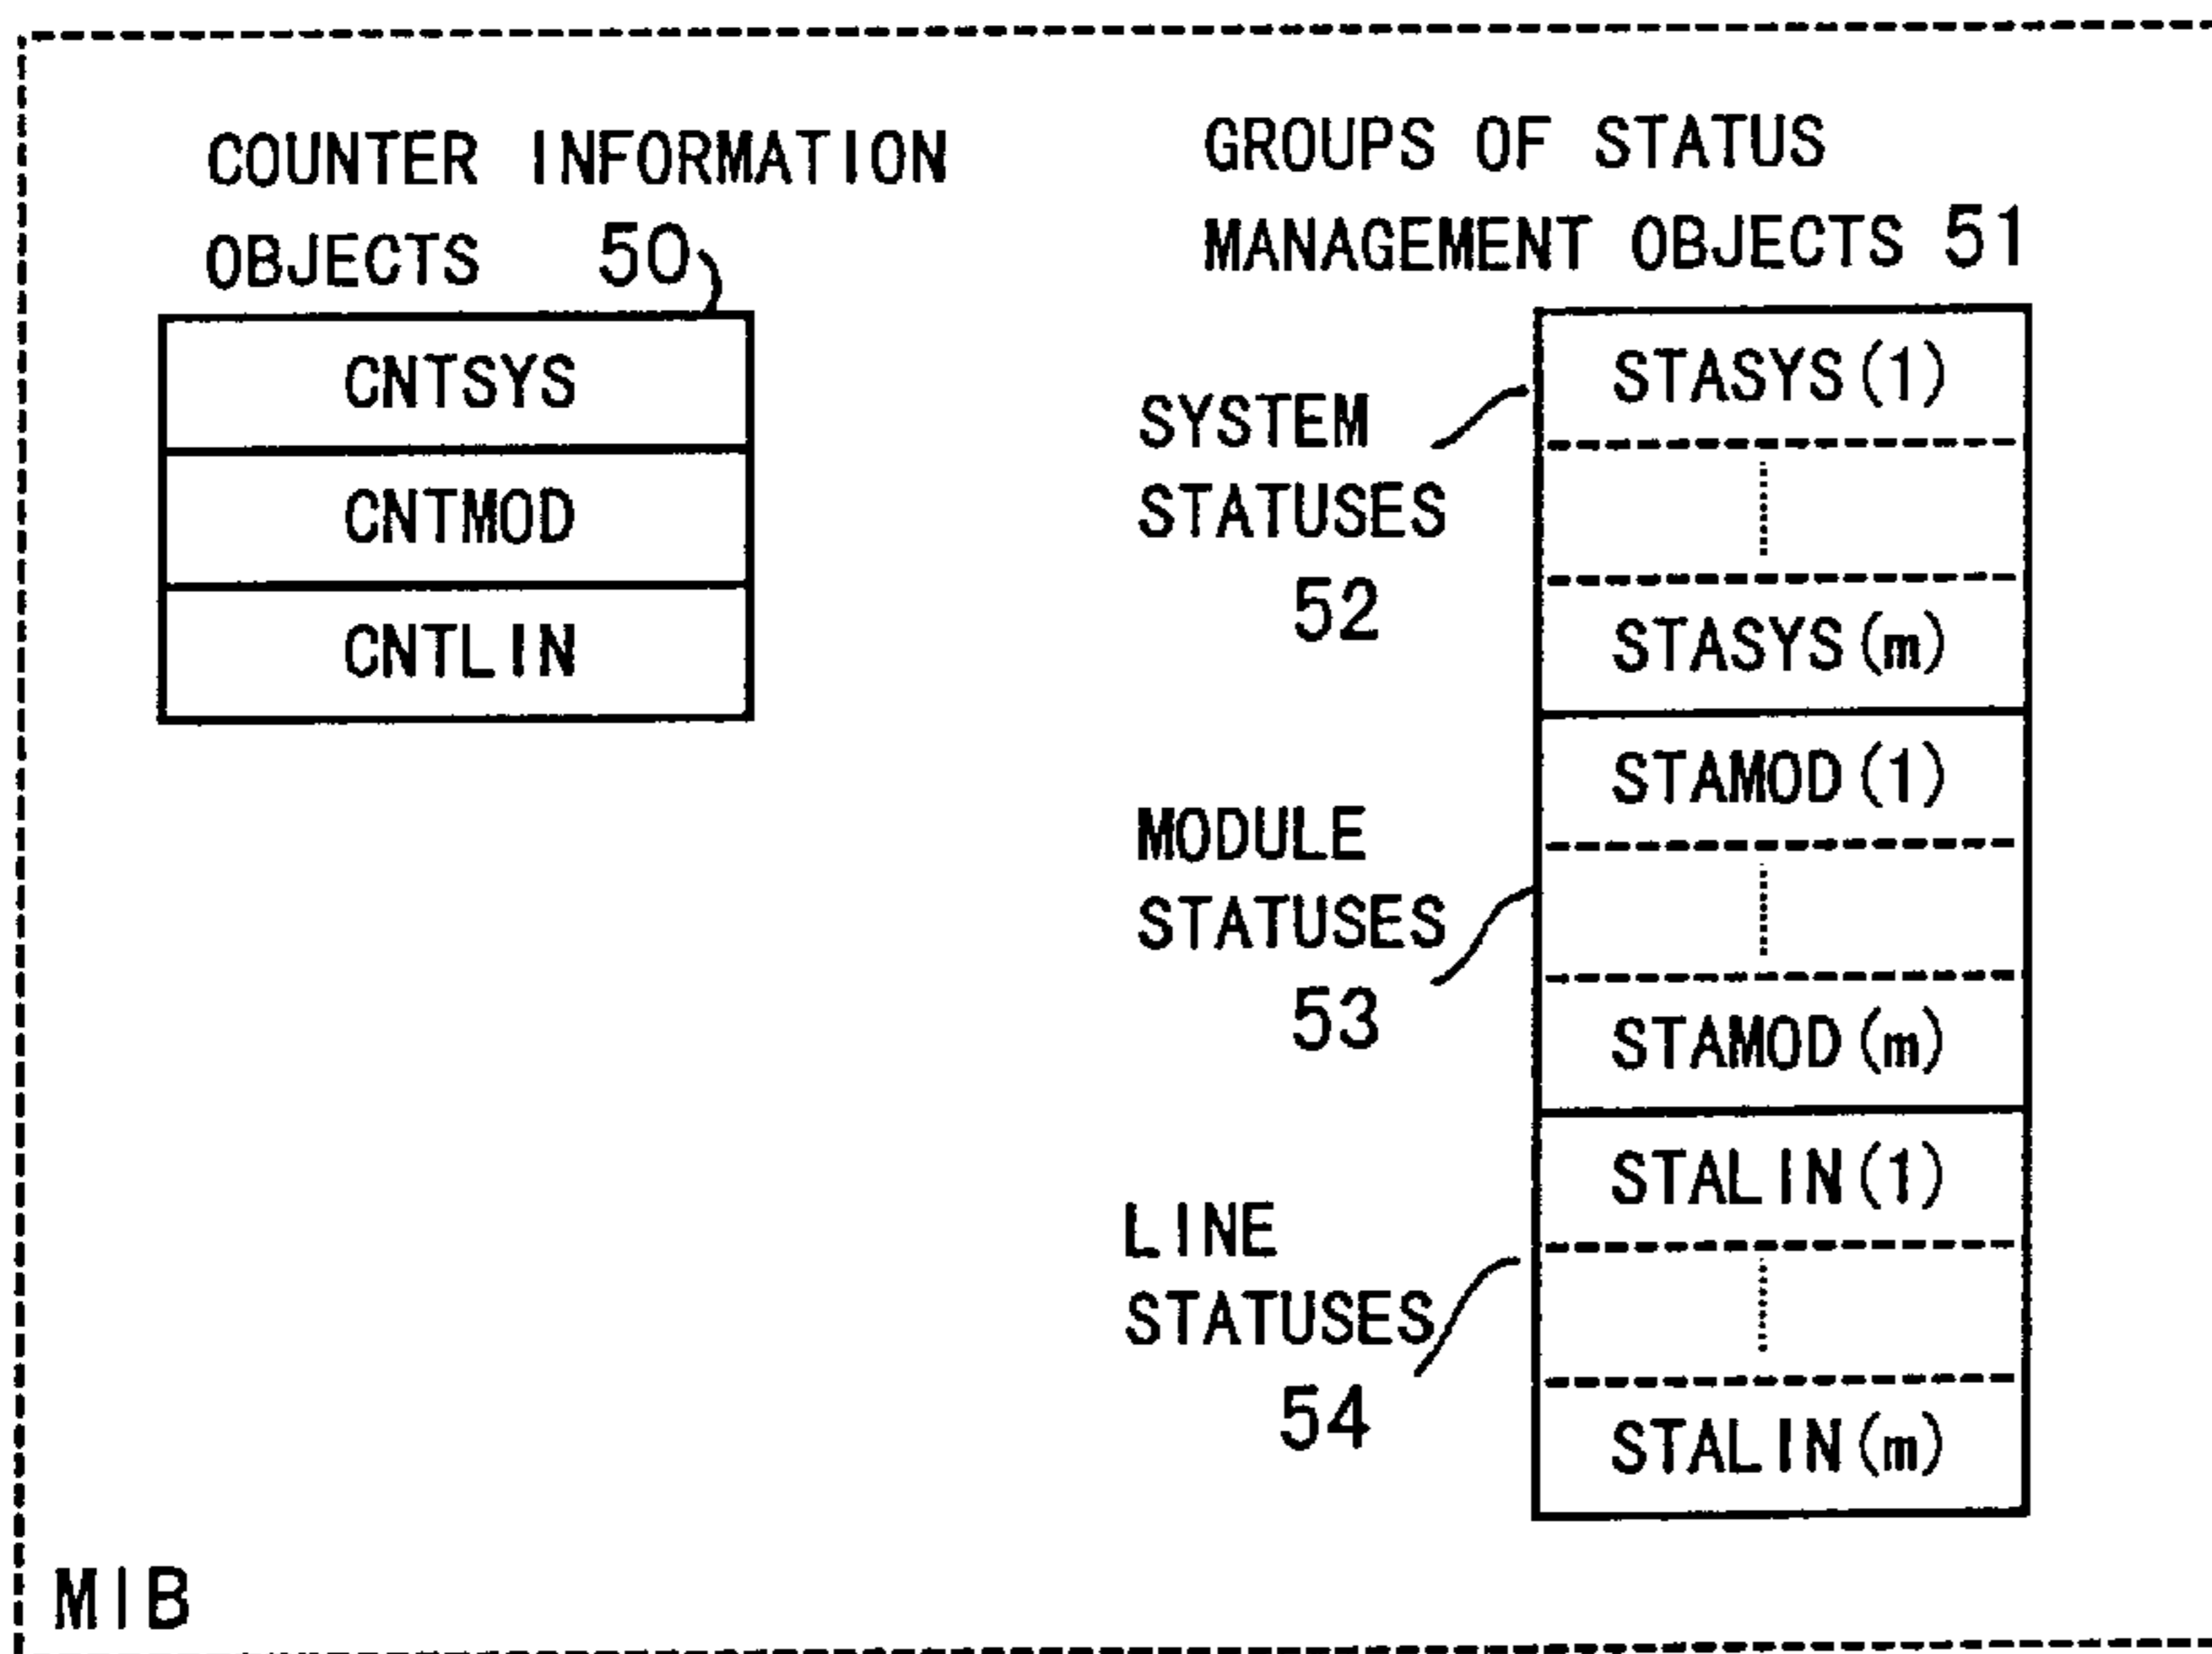 COUNTER INFORMATION
OBJECTS 50
CNTSYS
CNTMOD
CNTLIN
GROUPS OF STATUS
MANAGEMENT OBJECTS 51
SYSTEM
STATUSES
52
STASYS(1)
STASYS(m)
MODULE
STATUSES
53
STAMOD(1)
STAMOD(m)
LINE
STATUSES
54
STALIN(1)
STALIN(m)
MIB